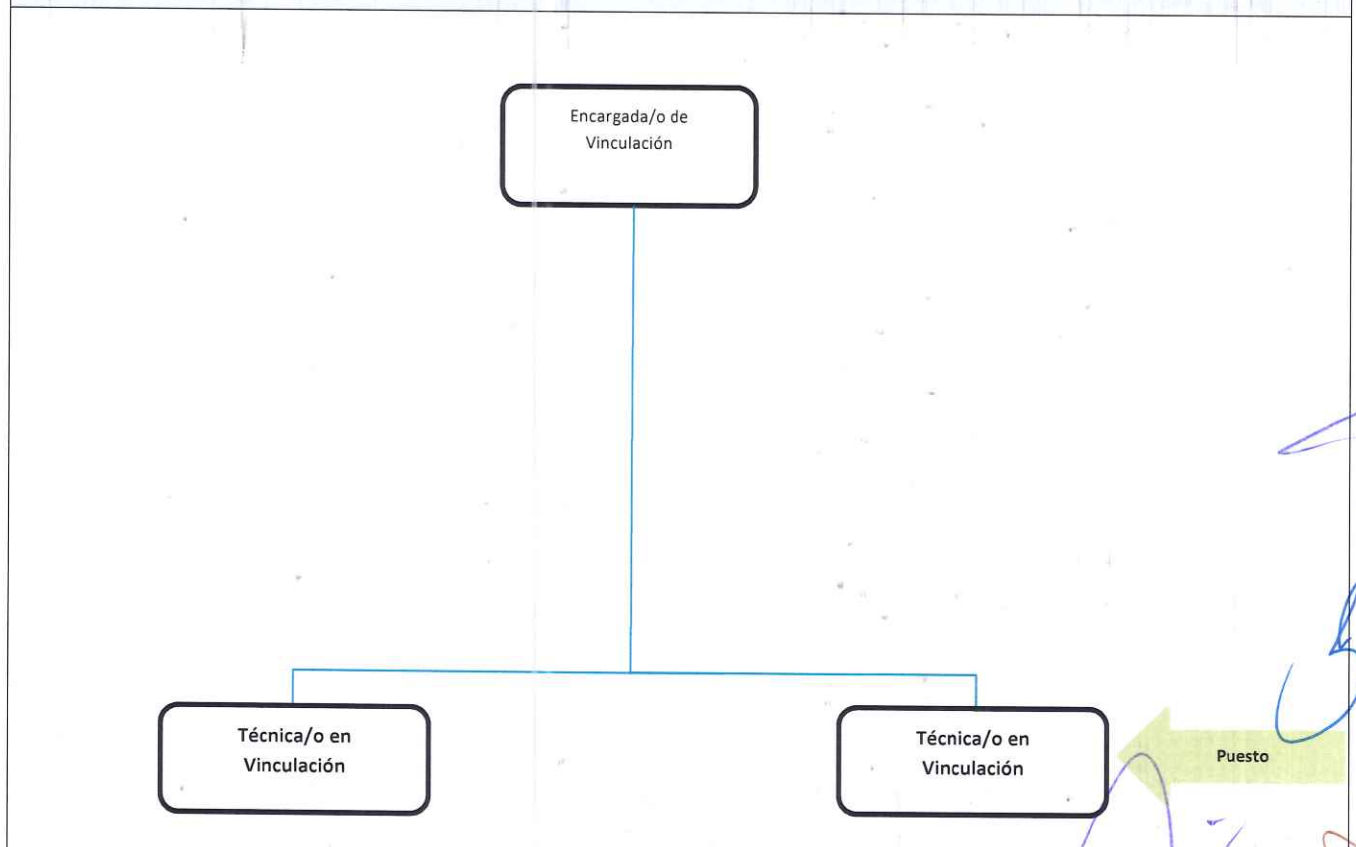 Encargada/o de
Vinculación
Técnica/o en
Vinculación
Técnica/o en
Vinculación
Puesto